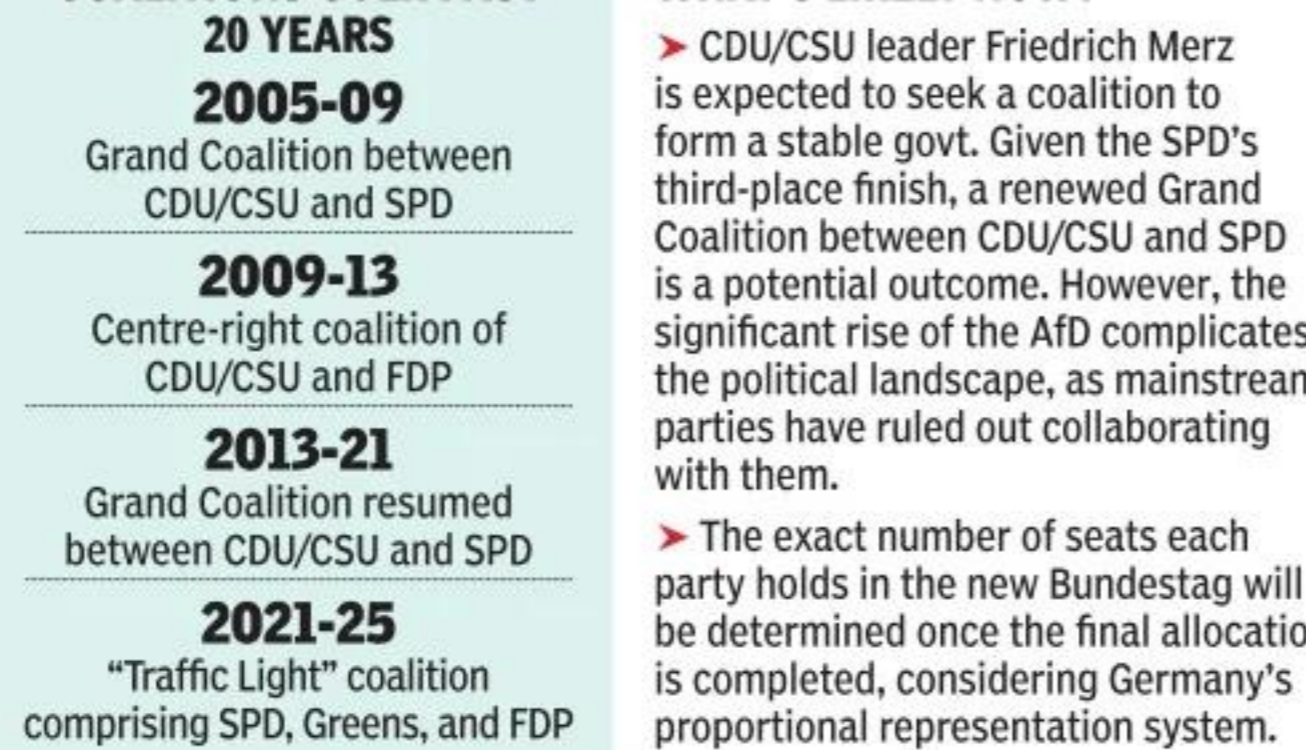 20 YEARS
2005-09
Grand Coalition between
CDU/CSU and SPD
2009-13
Centre-right coalition of
CDU/CSU and FDP
2013-21
Grand Coalition resumed
between CDU/CSU and SPD
2021-25
“Traffic Light” coalition
comprising SPD, Greens, and FDP
➤ CDU/CSU leader Friedrich Merz
is expected to seek a coalition to
form a stable govt. Given the SPD’s
third-place finish, a renewed Grand
Coalition between CDU/CSU and SPD
is a potential outcome. However, the
significant rise of the AfD complicates
the political landscape, as mainstream
parties have ruled out collaborating
with them.
➤ The exact number of seats each
party holds in the new Bundestag will
be determined once the final allocatio
is completed, considering Germany’s
proportional representation system.